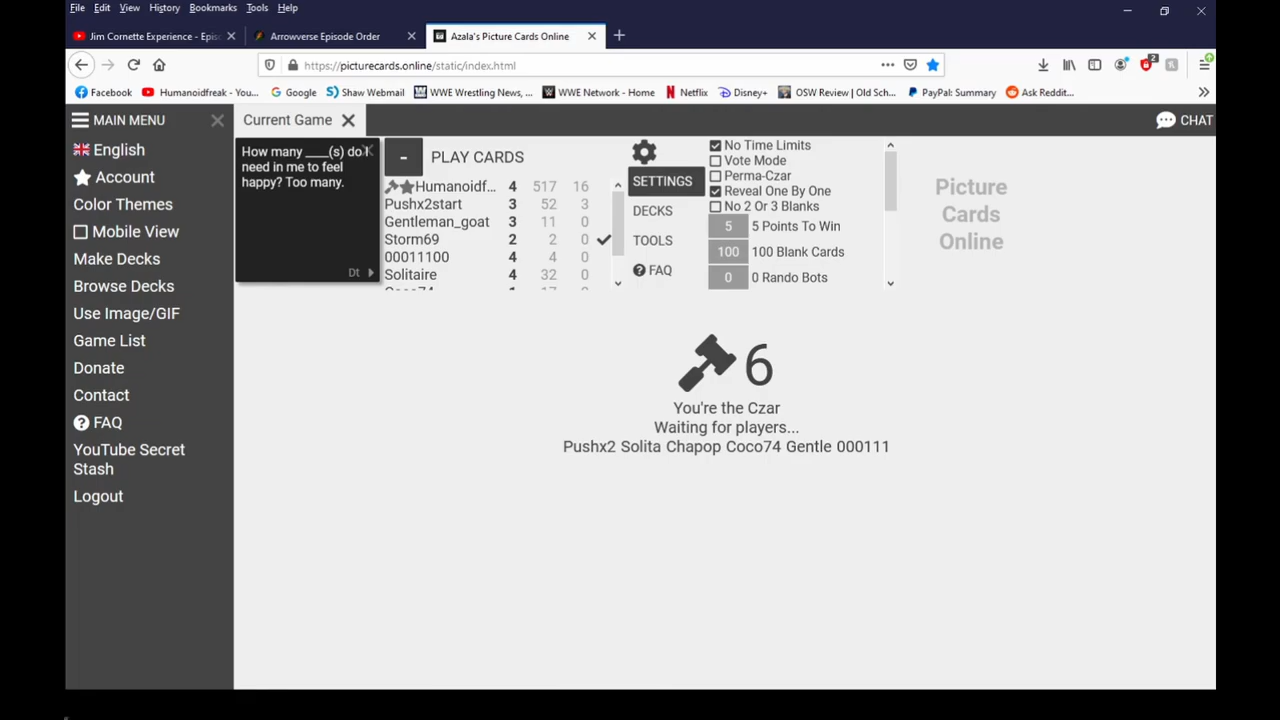 File Edit View History Bookmarks Tools Help
Jim Cornette Experience - Epis
Arrowverse Episode Order
Azala's Picture Cards Online
https://picturecards.online/static/index.html
2
Facebook
Humanoidfreak - You...
Google
Shaw Webmail
WWE Wrestling News, ...
WWE Network - Home
Netflix
Disney+
OSW Review | Old Sch...
PayPal: Summary
Ask Reddit...
MAIN MENU
Current Game
CHAT
English
Account
Color Themes
Mobile View
Make Decks
Browse Decks
Use Image/GIF
Game List
Donate
Contact
FAQ
YouTube Secret
Stash
Logout
How many ____(s) do I
need in me to feel
happy? Too many.
Dt
- PLAY CARDS
Humanoidf... 4 517 16
Pushx2start 3 52 3
Gentleman_goat 3 11 0
Storm69 2 2 0
00011100 4 4 0
Solitaire 4 32 0
Coco74 1 17 0
SETTINGS
DECKS
TOOLS
FAQ
No Time Limits
Vote Mode
Perma-Czar
Reveal One By One
No 2 Or 3 Blanks
5 5 Points To Win
100 100 Blank Cards
0 0 Rando Bots
Picture
Cards
Online
6
You're the Czar
Waiting for players...
Pushx2 Solita Chapop Coco74 Gentle 000111